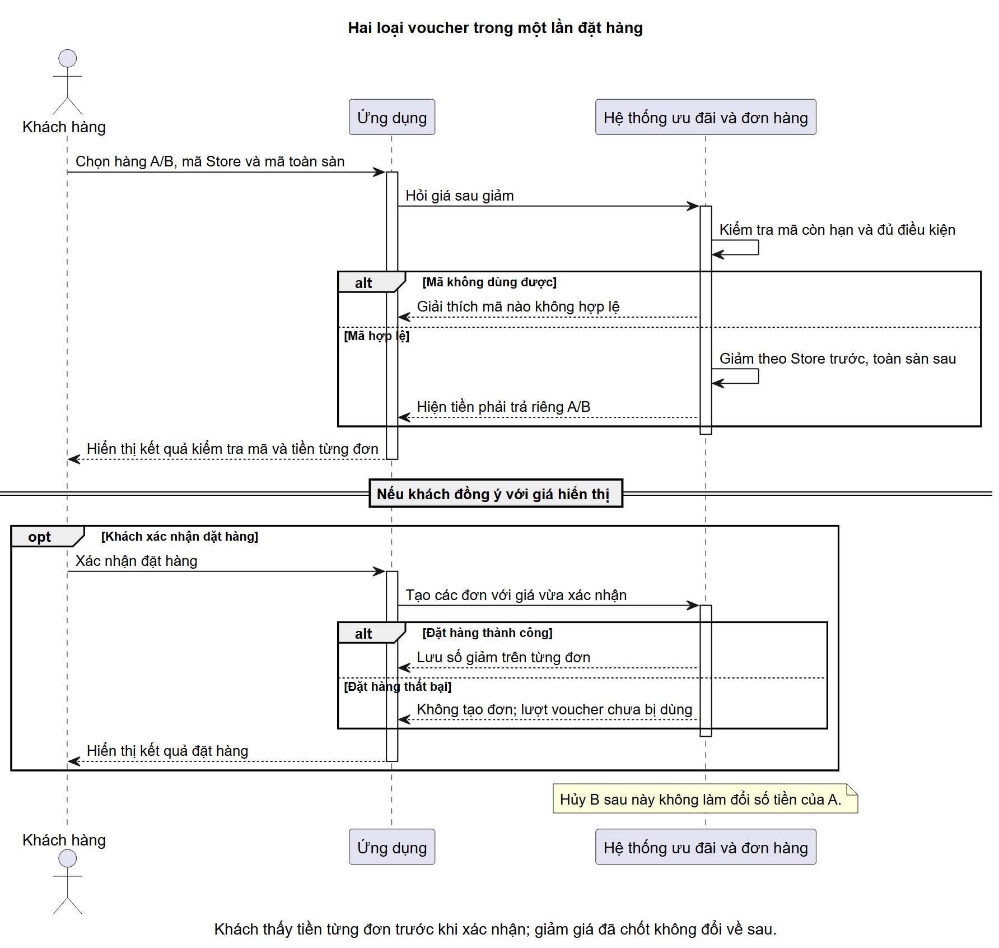 Hai loại voucher trong một lần đặt hàng
Khách hàng
Ứng dụng
Hệ thống ưu đãi và đơn hàng
Chọn hàng A/B, mã Store và mã toàn sàn
Hỏi giá sau giảm
Kiểm tra mã còn hạn và đủ điều kiện
alt
[Mã không dùng được]
Giải thích mã nào không hợp lệ
[Mã hợp lệ]
Giảm theo Store trước, toàn sàn sau
Hiện tiền phải trả riêng A/B
Hiển thị kết quả kiểm tra mã và tiền từng đơn
Nếu khách đồng ý với giá hiển thị
opt
[Khách xác nhận đặt hàng]
Xác nhận đặt hàng
Tạo các đơn với giá vừa xác nhận
alt
[Đặt hàng thành công]
Lưu số giảm trên từng đơn
[Đặt hàng thất bại]
Không tạo đơn; lượt voucher chưa bị dùng
Hiển thị kết quả đặt hàng
Hủy B sau này không làm đổi số tiền của A.
Khách hàng
Ứng dụng
Hệ thống ưu đãi và đơn hàng
Khách thấy tiền từng đơn trước khi xác nhận; giảm giá đã chốt không đổi về sau.